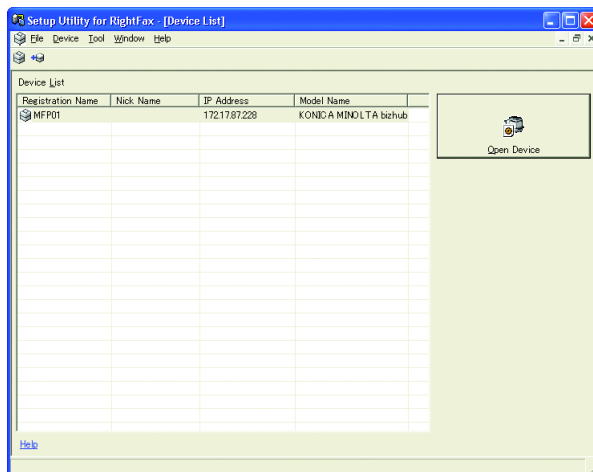 Setup Utility for RightFax - [Device List]
File Device Tool Window Help
Device List
Registration Name Nick Name IP Address Model Name
MFP01 172.17.87.228 KONICA MINOLTA bizhub
Open Device
Help